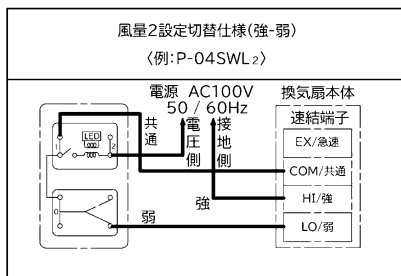 風量2設定切替仕様(強-弱)
〈例:P-04SWL₂〉
電源 AC100V
50 / 60Hz
換気扇本体
速結端子
共通
電圧側
接地側
EX/急速
COM/共通
HI/強
LO/弱
LED
1
2
0
強
弱